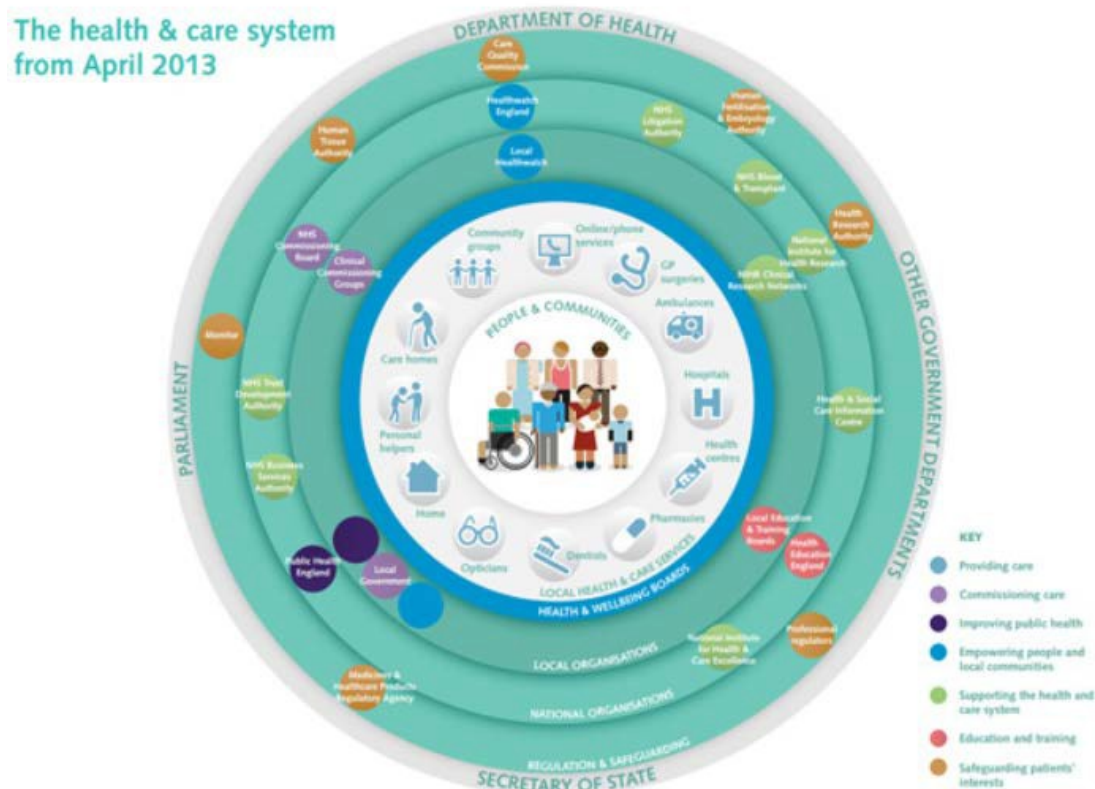 The health & care system
from April 2013
DEPARTMENT OF HEALTH
Care
Quality
Commission
Healthwatch
England
Local
Healthwatch
NHS
Litigation
Authority
Human
Fertilisation
& Embryology
Authority
Human
Tissue
Authority
NHS Blood
& Transplant
Health
Research
Authority
National
Institute for
Health Research
NIHR Clinical
Research Networks
NHS
Commissioning
Board
Clinical
Commissioning
Groups
Community
groups
Online/phone
services
GP
surgeries
Ambulances
PEOPLE & COMMUNITIES
OTHER GOVERNMENT DEPARTMENTS
Monitor
Care homes
Hospitals
H
PARLIAMENT
NHS Trust
Development
Authority
Health & Social
Care Information
Centre
Personal
helpers
Health
centres
NHS Business
Services
Authority
Home
Pharmacies
Opticians
Dentists
LOCAL HEALTH & CARE SERVICES
HEALTH & WELLBEING BOARDS
Local Education
& Training
Boards
Health
Education
England
Public Health
England
Local
Government
Professional
regulators
National Institute
for Health &
Care Excellence
LOCAL ORGANISATIONS
Medicines &
Healthcare Products
Regulatory Agency
NATIONAL ORGANISATIONS
REGULATION & SAFEGUARDING
SECRETARY OF STATE
KEY
Providing care
Commissioning care
Improving public health
Empowering people and
local communities
Supporting the health and
care system
Education and training
Safeguarding patients'
interests